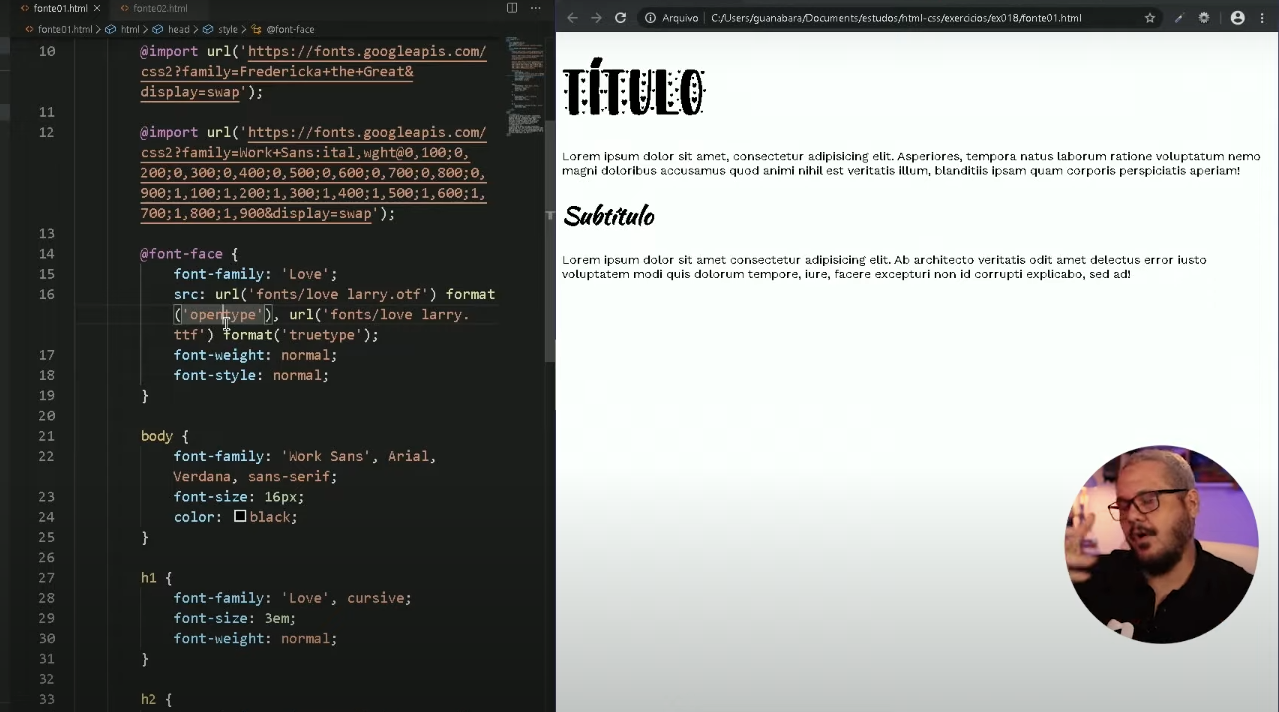 fonte01.html ×
fonte02.html
fonte01.html > html > head > style > @font-face
10 @import url('https://fonts.googleapis.com/
css2?family=Fredericka+the+Great&
display=swap');
11
12 @import url('https://fonts.googleapis.com/
css2?family=Work+Sans:ital,wght@0,100;0,
200;0,300;0,400;0,500;0,600;0,700;0,800;0,
900;1,100;1,200;1,300;1,400;1,500;1,600;1,
700;1,800;1,900&display=swap');
13
14 @font-face {
15 font-family: 'Love';
16 src: url('fonts/love larry.otf') format
('opentype'), url('fonts/love larry.
ttf') format('truetype');
17 font-weight: normal;
18 font-style: normal;
19 }
20
21 body {
22 font-family: 'Work Sans', Arial,
Verdana, sans-serif;
23 font-size: 16px;
24 color: black;
25 }
26
27 h1 {
28 font-family: 'Love', cursive;
29 font-size: 3em;
30 font-weight: normal;
31 }
32
33 h2 {
Arquivo | C:/Users/guanabara/Documents/estudos/html-css/exercicios/ex018/fonte01.html
TÍTULO
Lorem ipsum dolor sit amet, consectetur adipisicing elit. Asperiores, tempora natus laborum ratione voluptatum nemo
magni doloribus accusamus quod animi nihil est veritatis illum, blanditiis ipsam quam corporis perspiciatis aperiam!
Subtítulo
Lorem ipsum dolor sit amet consectetur adipisicing elit. Ab architecto veritatis odit amet delectus error iusto
voluptatem modi quis dolorum tempore, iure, facere excepturi non id corrupti explicabo, sed ad!